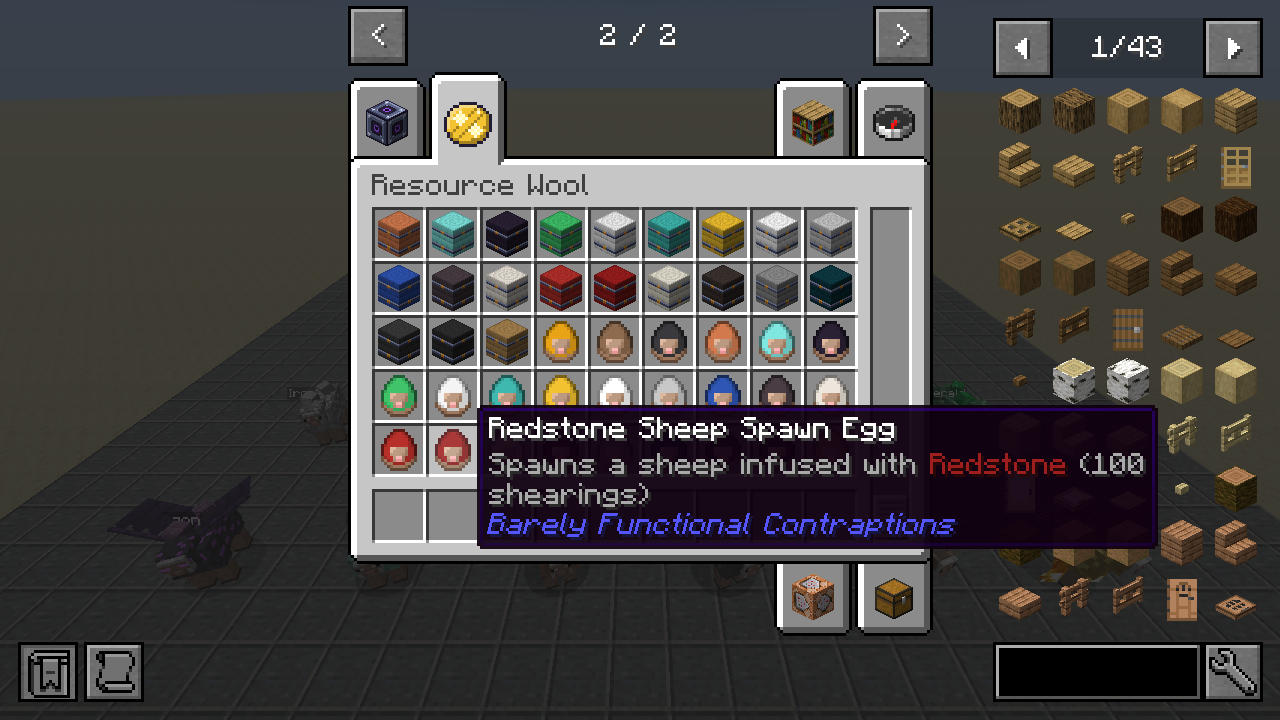 < 2 / 2 >
1/43
Resource Wool
Redstone Sheep Spawn Egg
Spawns a sheep infused with Redstone (100
shearings)
Barely Functional Contraptions